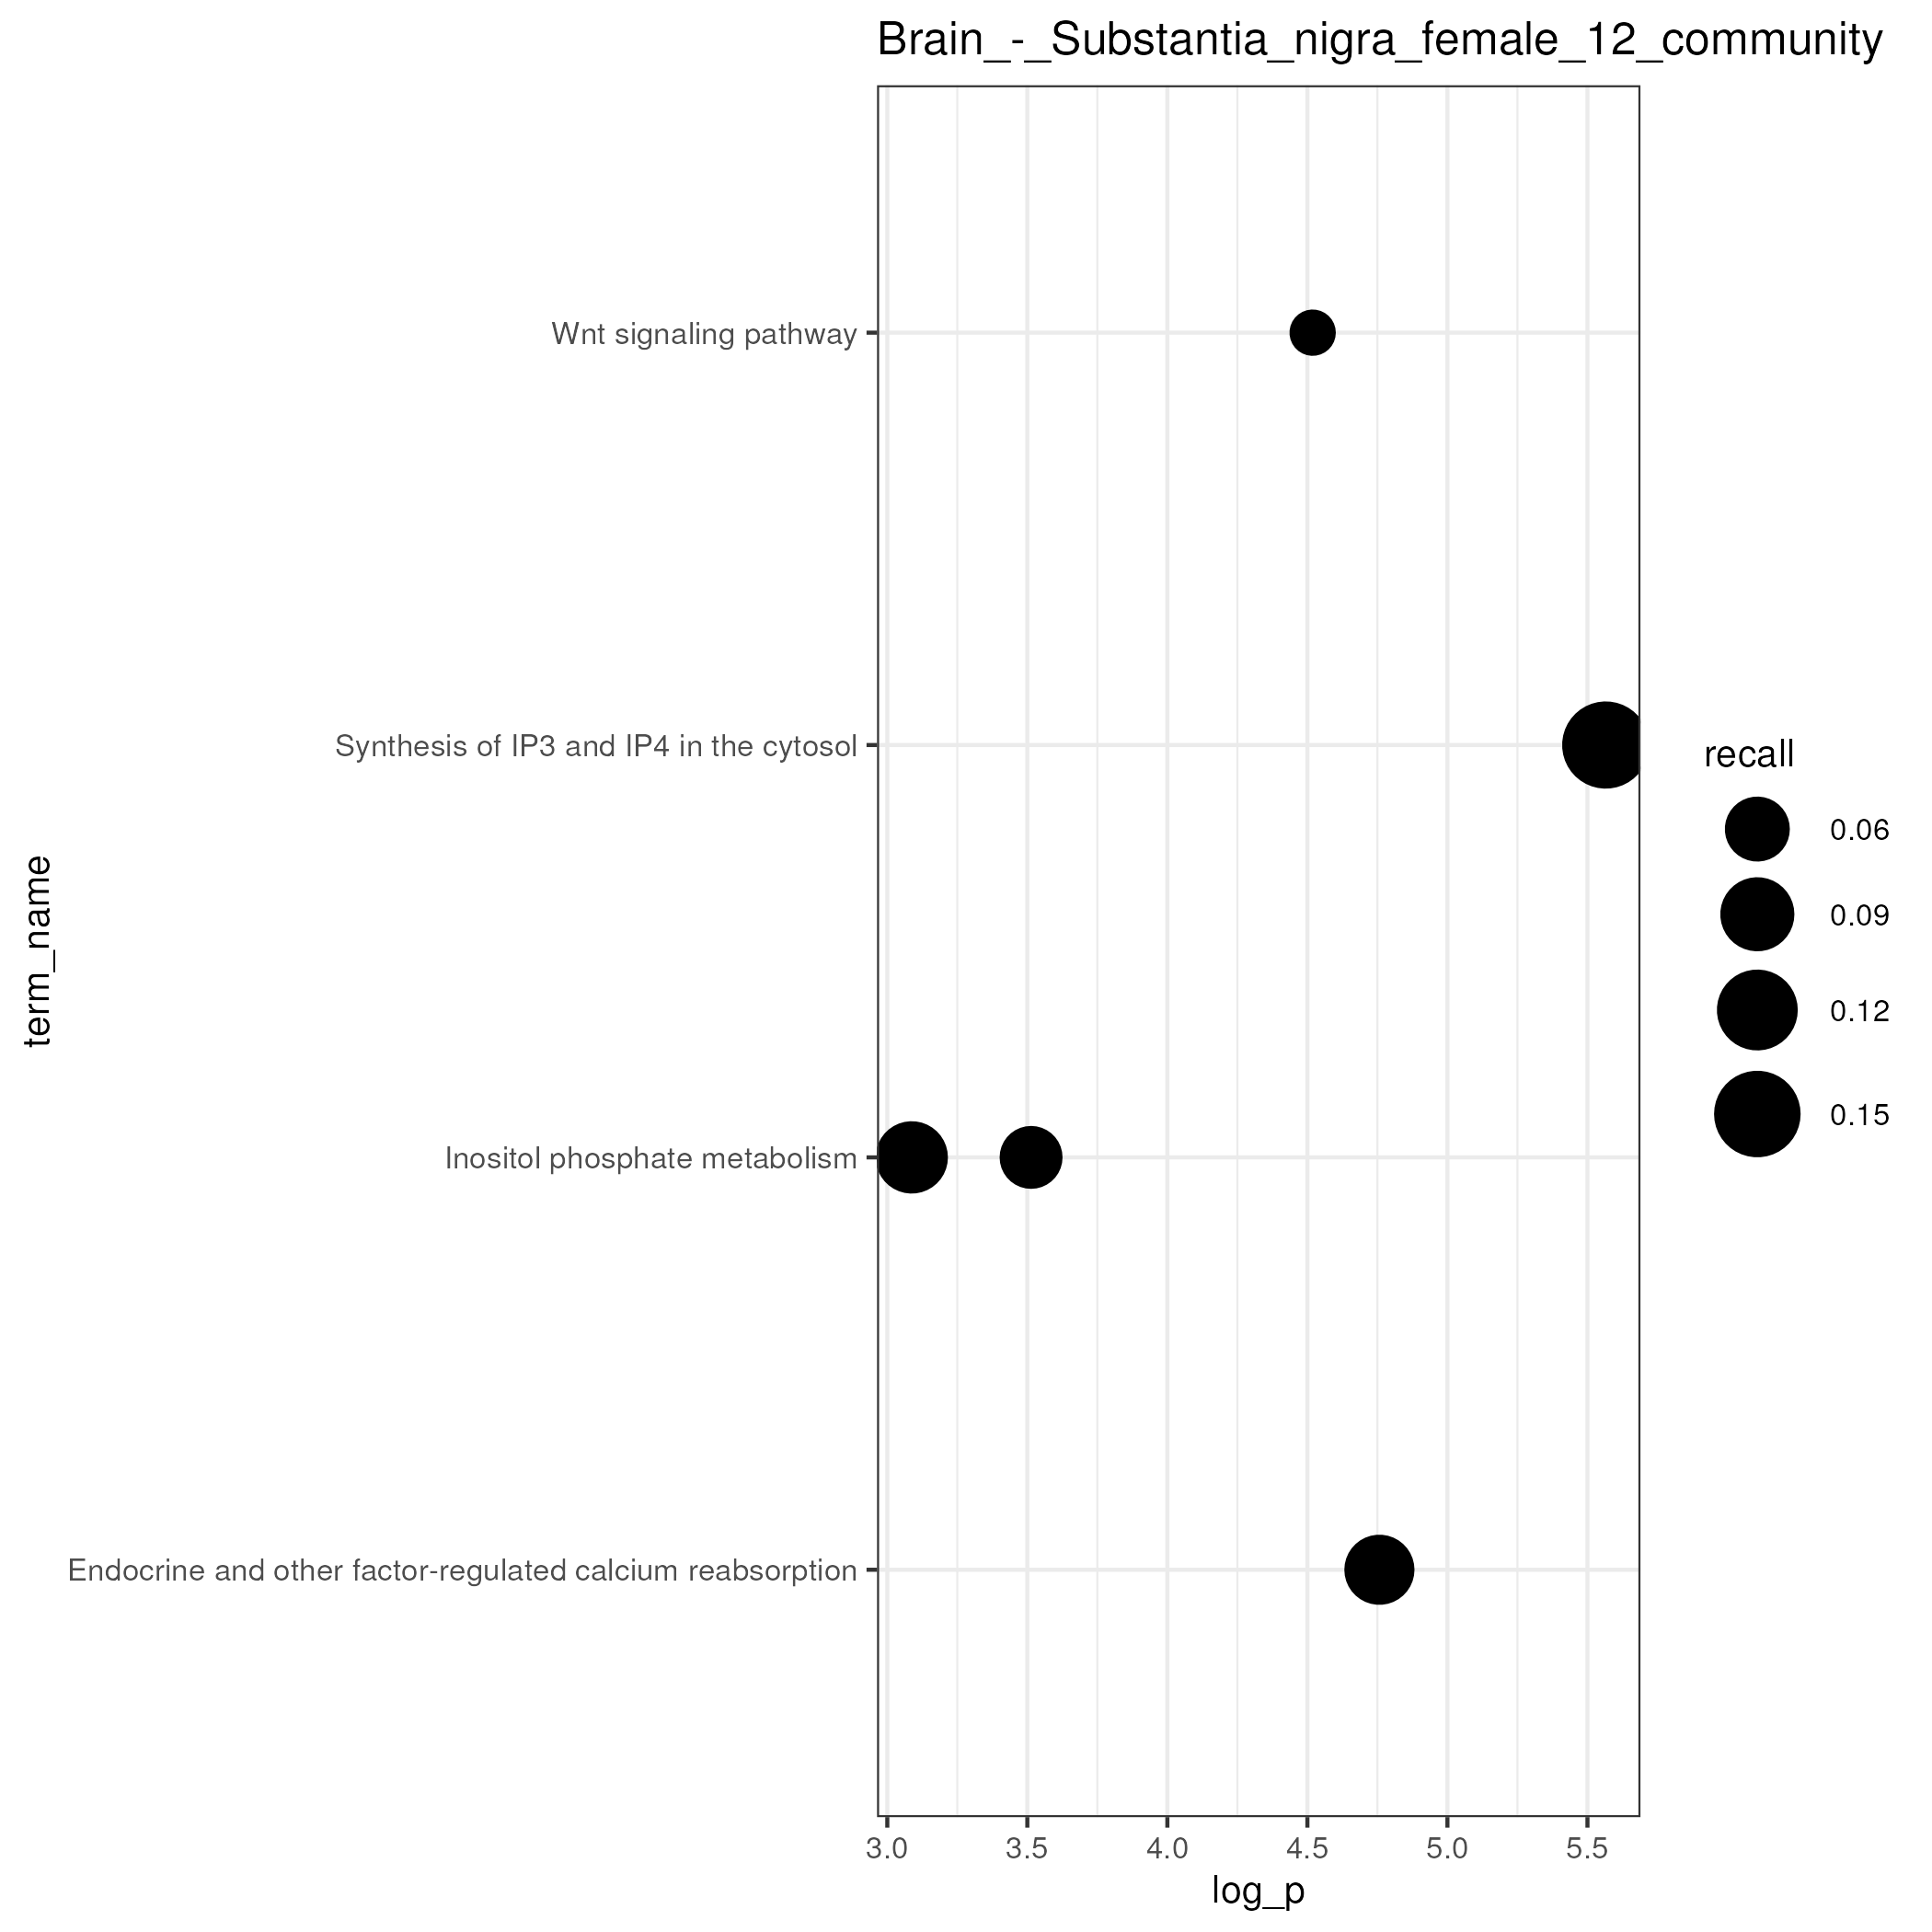 Brain_-_Substantia_nigra_female_12_community
Wnt signaling pathway
Synthesis of IP3 and IP4 in the cytosol
Inositol phosphate metabolism
Endocrine and other factor-regulated calcium reabsorption
term_name
3.0 3.5 4.0 4.5 5.0 5.5
log_p
recall
0.06
0.09
0.12
0.15